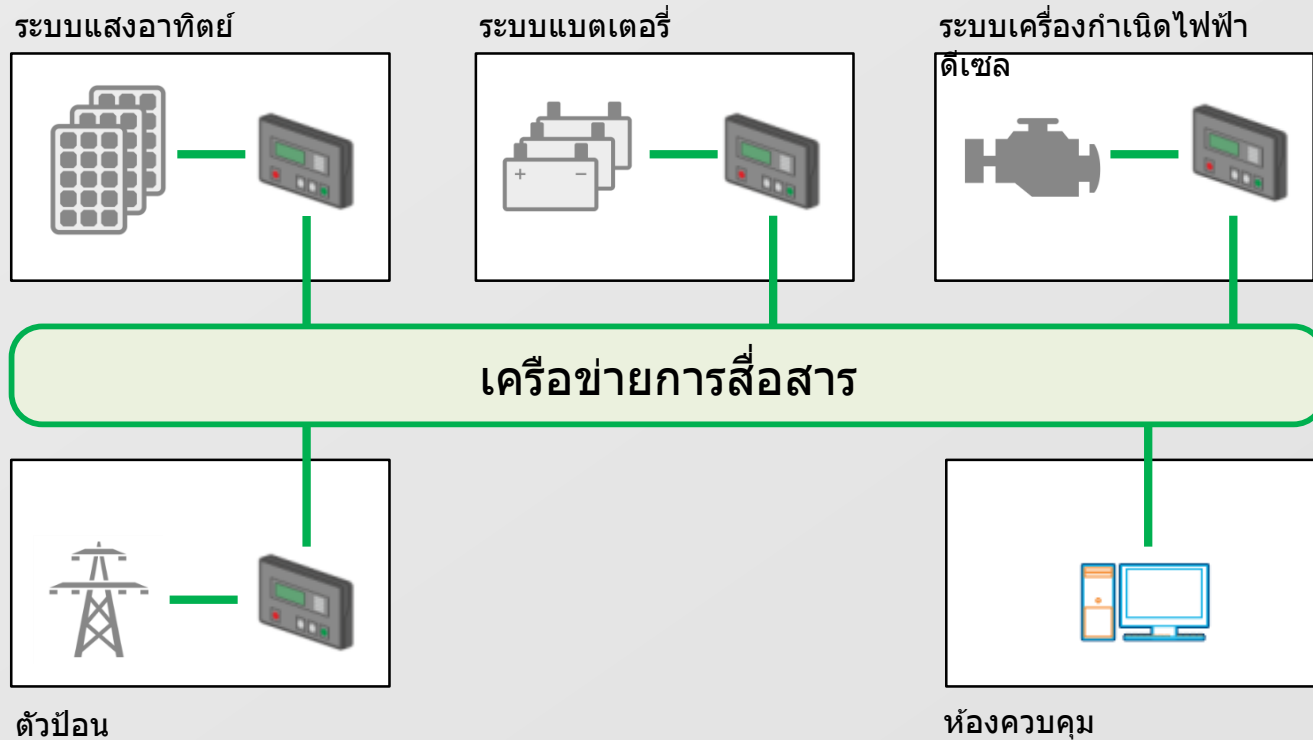 ระบบแสงอาทิตย์
ระบบแบตเตอรี่
ระบบเครื่องกำเนิดไฟฟ้า
ดีเซล
+ −
เครือข่ายการสื่อสาร
ตัวป้อน
ห้องควบคุม